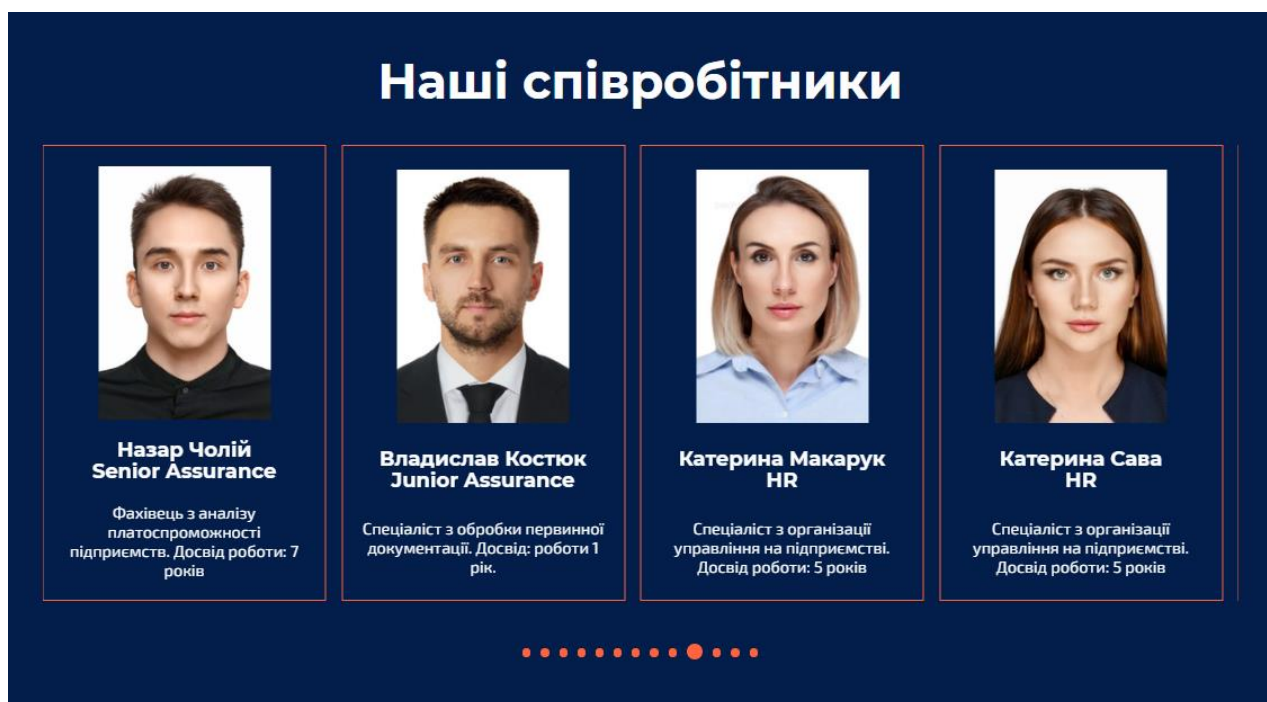 Наші співробітники
Назар Чолій
Senior Assurance
Фахівець з аналізу
платоспроможності
підприємств. Досвід роботи: 7
років
Владислав Костюк
Junior Assurance
Спеціаліст з обробки первинної
документації. Досвід: роботи 1
рік.
Катерина Макарук
HR
Спеціаліст з організації
управління на підприємстві.
Досвід роботи: 5 років
Катерина Сава
HR
Спеціаліст з організації
управління на підприємстві.
Досвід роботи: 5 років